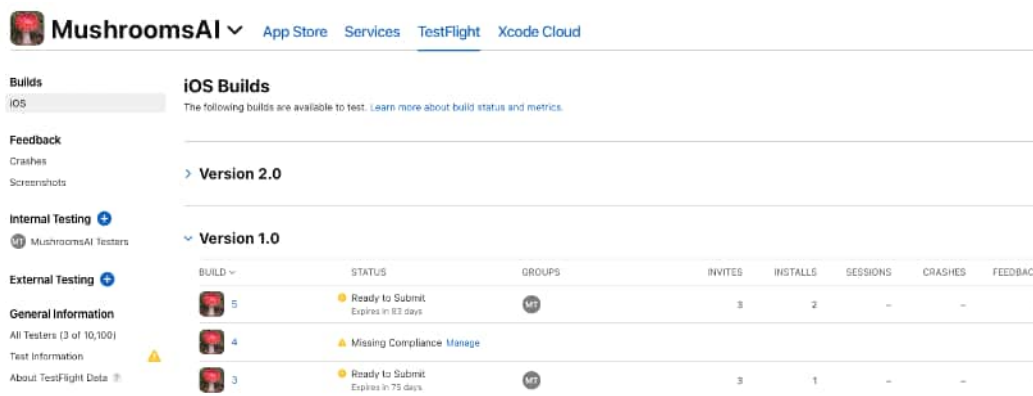 MushroomsAI App Store Services TestFlight Xcode Cloud
Builds
iOS
Feedback
Crashes
Screenshots
Internal Testing
MT MushroomsAI Testers
External Testing
General Information
All Testers (3 of 10,100)
Test Information
About TestFlight Data ?
iOS Builds
The following builds are available to test. Learn more about build status and metrics.
Version 2.0
Version 1.0
BUILD STATUS GROUPS INVITES INSTALLS SESSIONS CRASHES FEEDBAC
5 Ready to Submit MT 3 2 – –
Expires in 83 days
4 Missing Compliance Manage
3 Ready to Submit MT 3 1 – –
Expires in 75 days